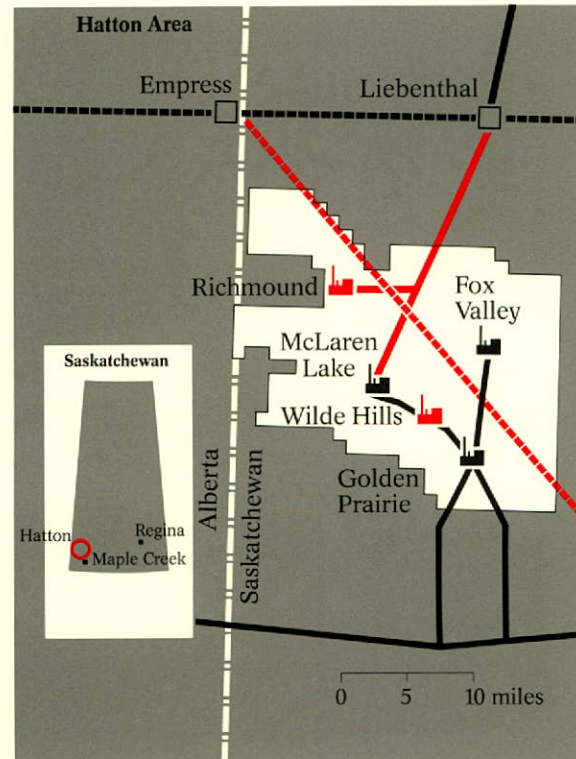 Hatton Area
Empress
Liebenthal
Richmound
Fox
Valley
McLaren
Lake
Wilde Hills
Golden
Prairie
Alberta
Saskatchewan
Saskatchewan
Hatton
Regina
Maple Creek
0 5 10 miles